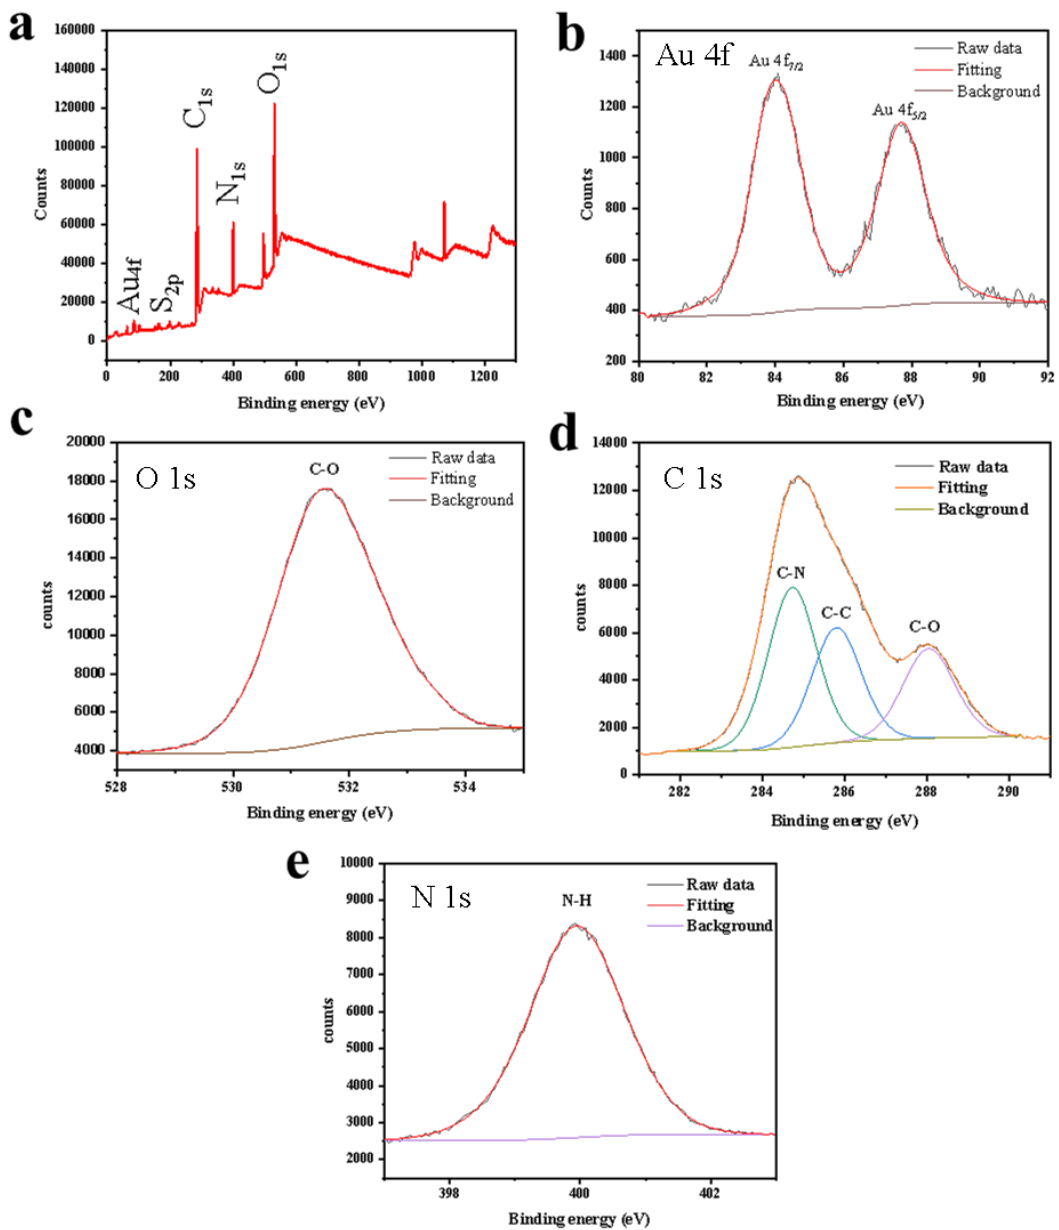 a
160000
140000
120000
100000
80000
60000
40000
20000
0
Counts
Au4f
S2p
C1s
N1s
O1s
0 200 400 600 800 1000 1200
Binding energy (eV)
b
Au 4f
Au 4f7/2
Au 4f5/2
Raw data
Fitting
Background
1400
1200
1000
800
600
400
200
Counts
80 82 84 86 88 90 92
Binding energy (eV)
c
O 1s
C-O
Raw data
Fitting
Background
20000
18000
16000
14000
12000
10000
8000
6000
4000
counts
528 530 532 534
Binding energy (eV)
d
C 1s
Raw data
Fitting
Background
C-N
C-C
C-O
14000
12000
10000
8000
6000
4000
2000
0
counts
282 284 286 288 290
Binding energy (eV)
e
N 1s
N-H
Raw data
Fitting
Background
10000
9000
8000
7000
6000
5000
4000
3000
2000
counts
398 400 402
Binding energy (eV)